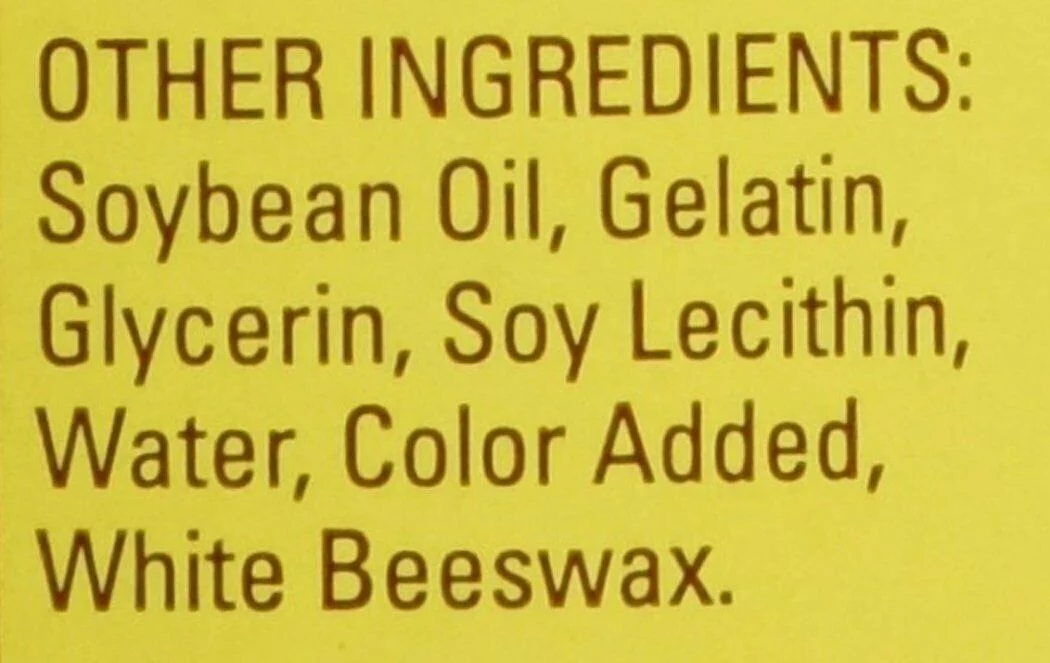 OTHER INGREDIENTS:
Soybean Oil, Gelatin,
Glycerin, Soy Lecithin,
Water, Color Added,
White Beeswax.